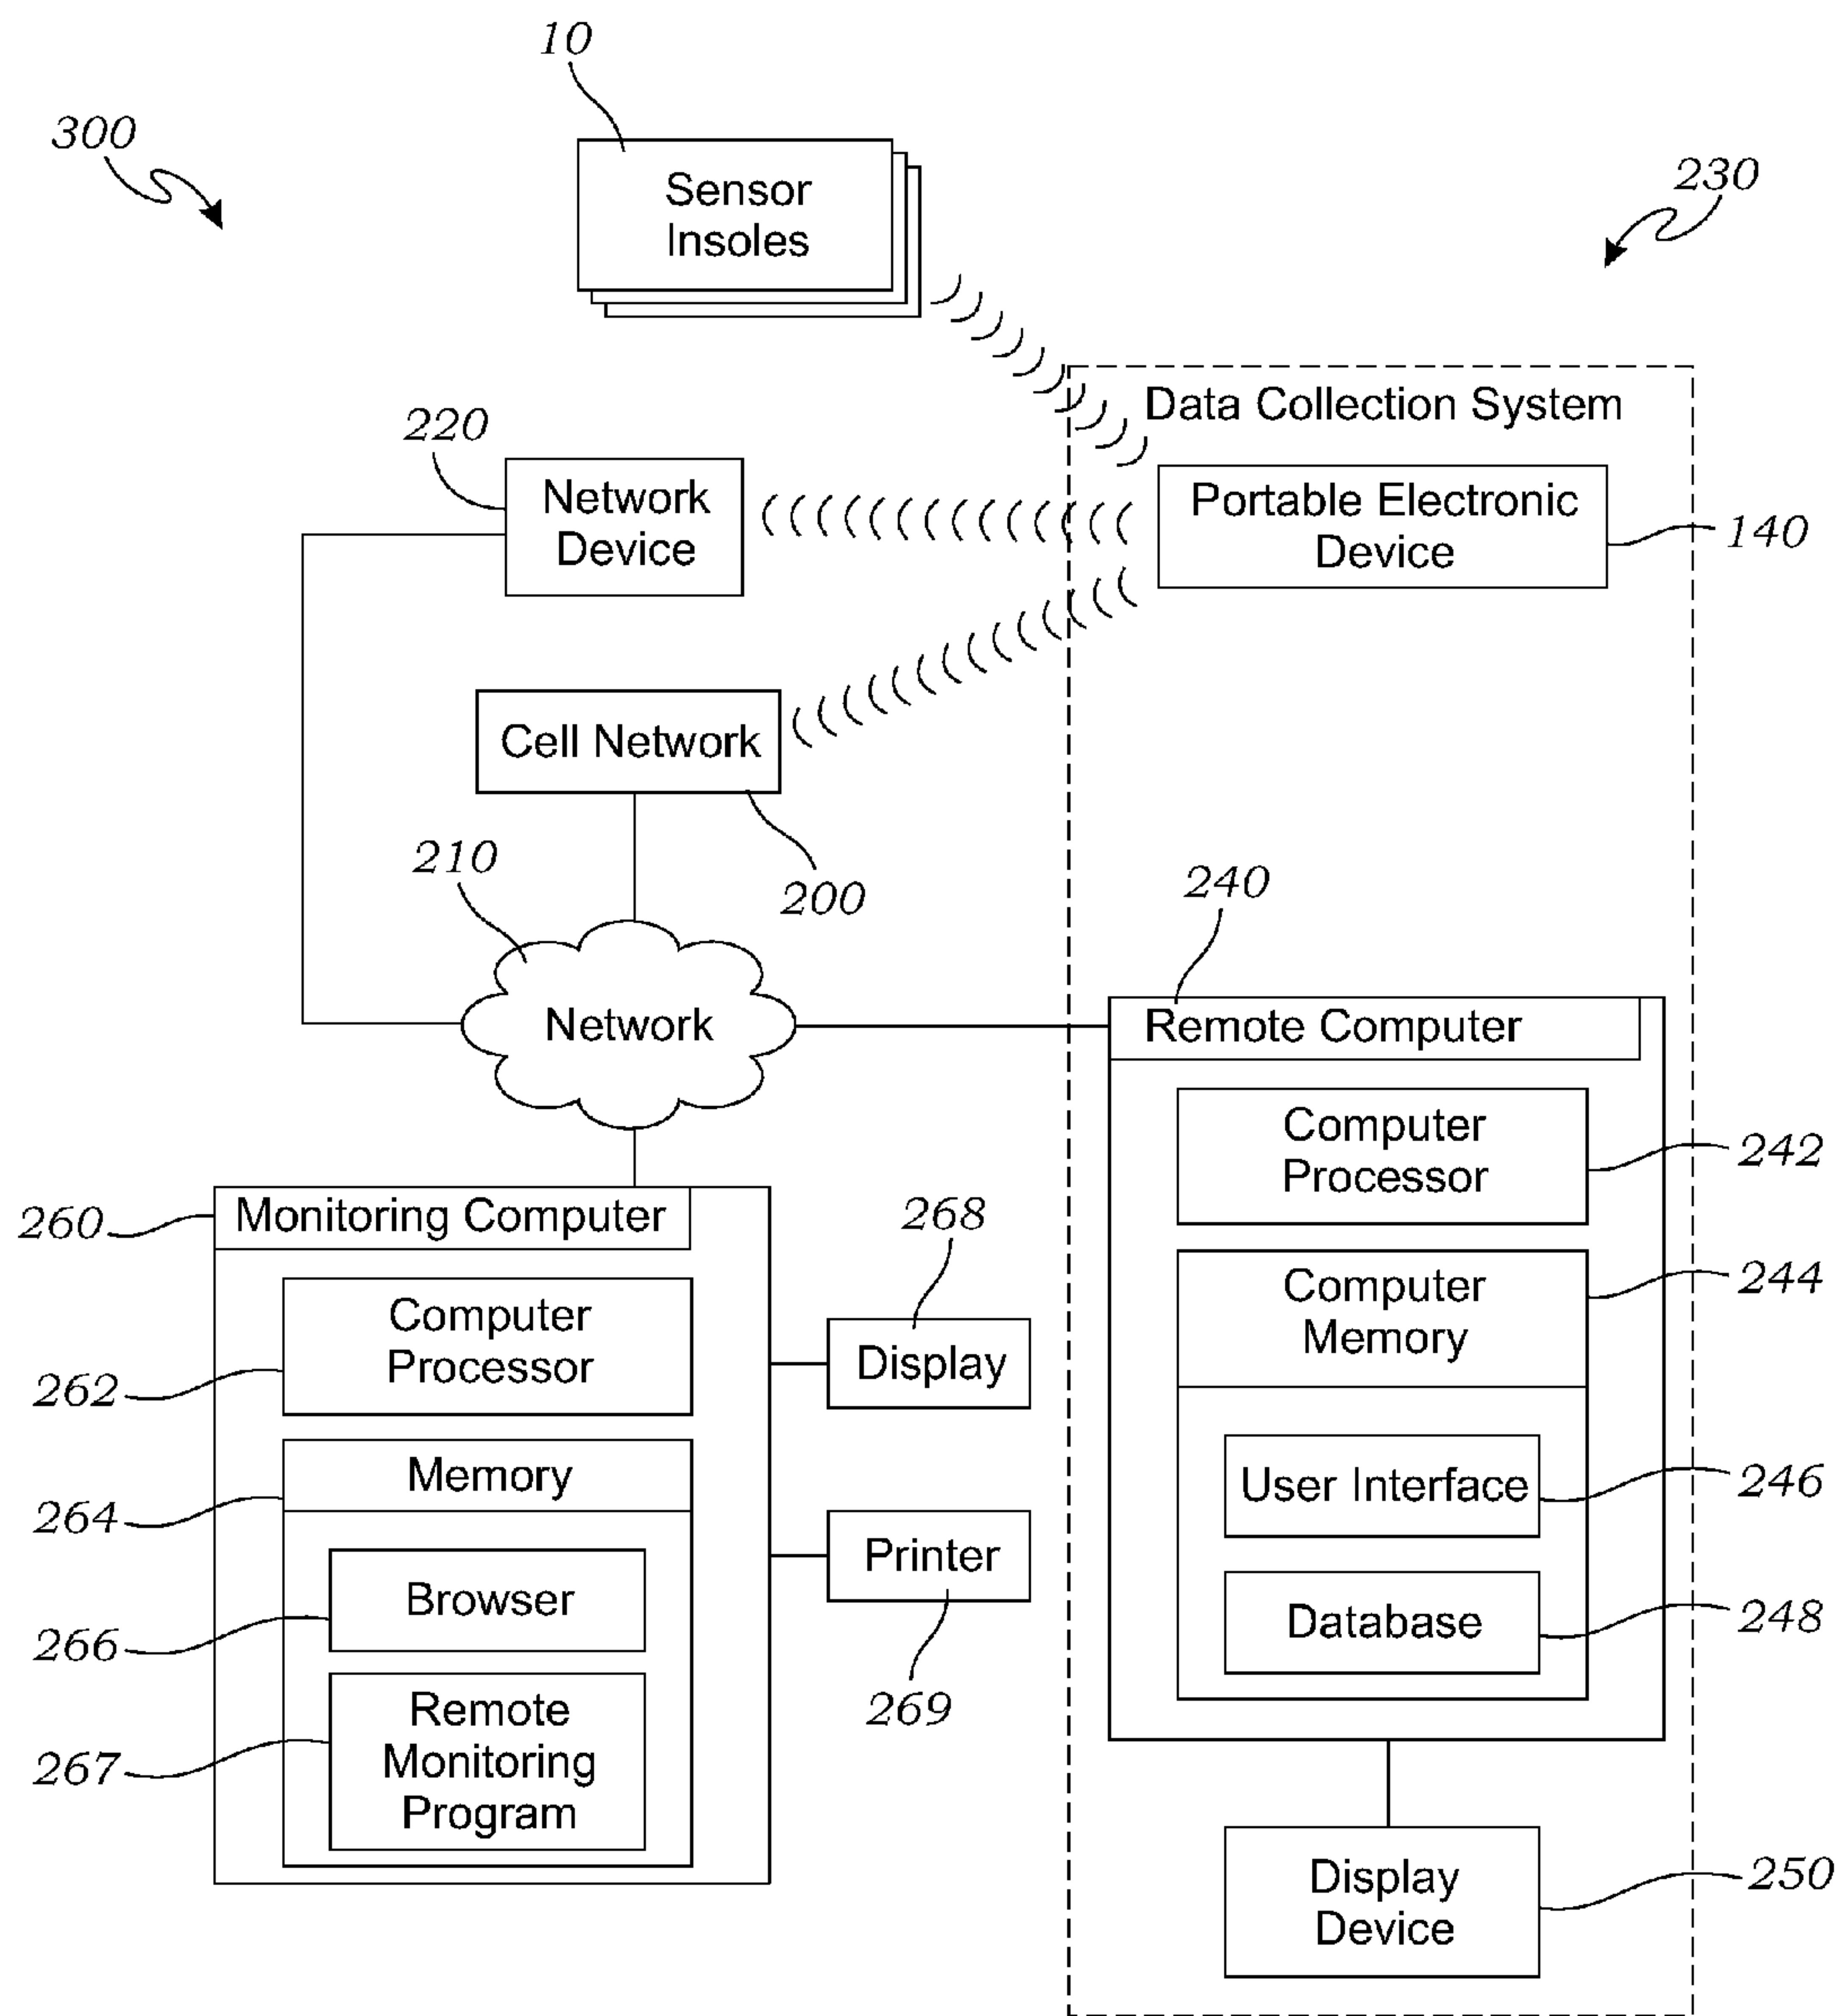 10
300
Sensor
Insoles
230
Data Collection System
220
Network
Device
Portable Electronic
Device
140
Cell Network
210
200
240
Network
Remote Computer
Computer
Processor
242
260
Monitoring Computer
268
Computer
Memory
244
Computer
Processor
262
Display
Memory
264
User Interface
246
Printer
Browser
266
Database
248
269
Remote
Monitoring
Program
267
Display
Device
250